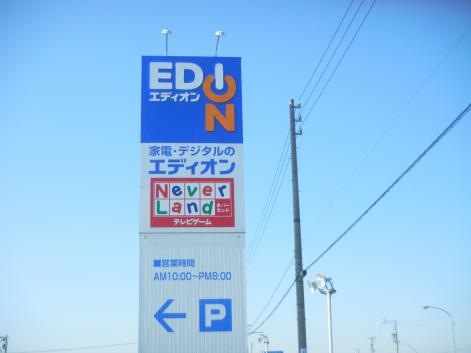 EDION
エディオン
家電・デジタルの
エディオン
Never
Land
ネバー
ランド
テレビゲーム
■営業時間
AM10:00〜PM8:00
← P